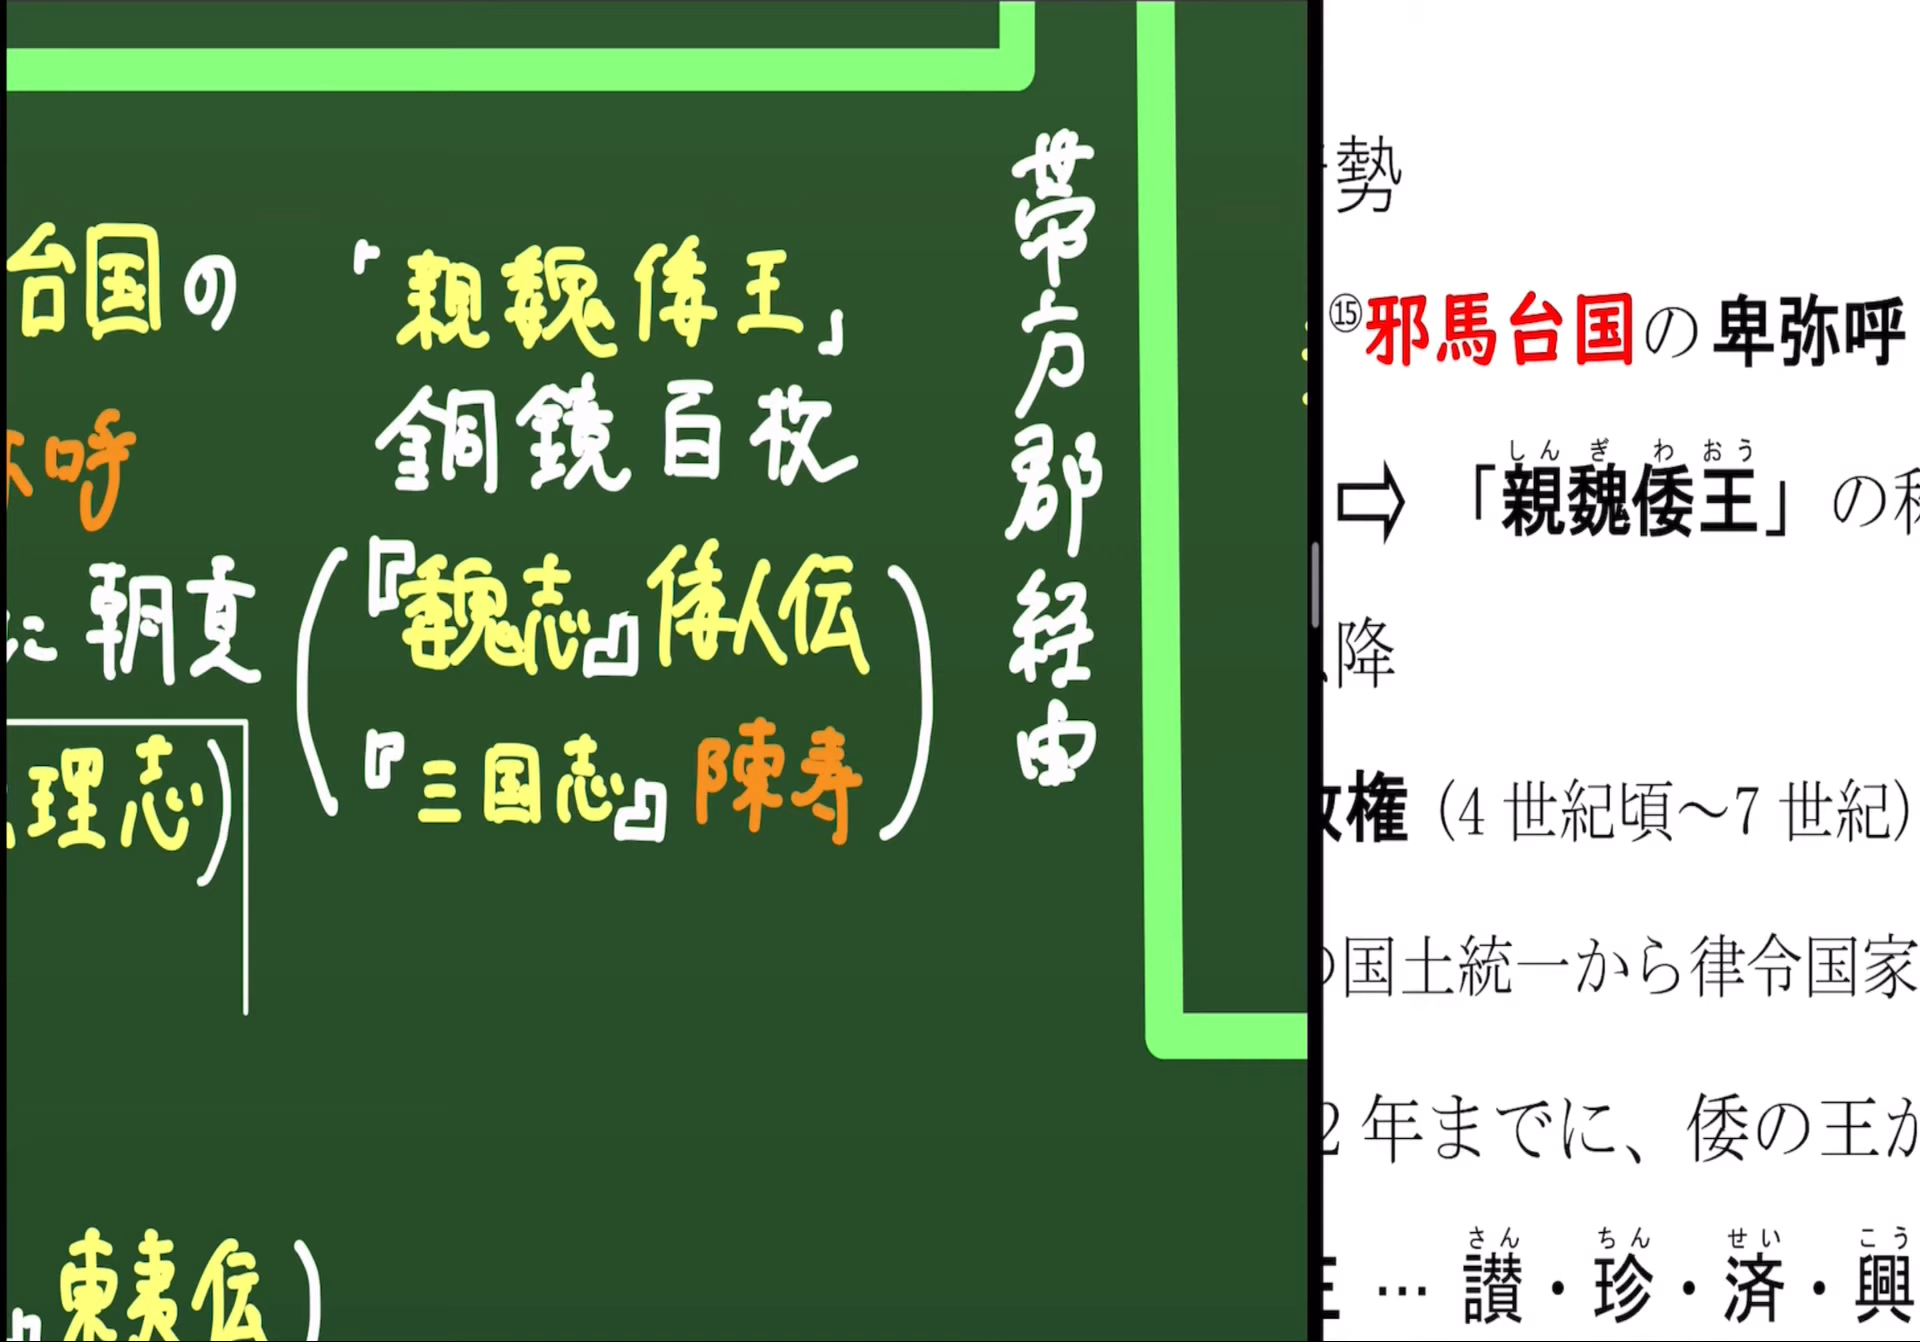 台国の
呼
に朝貢
理志)
東夷伝)
「親魏倭王」
銅鏡百枚
(『魏志』倭人伝
『三国志』陳寿)
帯方郡経由
勢
⑮邪馬台国の卑弥呼
しん ぎ わ おう
⇨ 「親魏倭王」の称
降
政権 (4世紀頃～7世紀)
の国土統一から律令国家
2年までに、倭の王が
さん ちん せい こう
王 … 讃・珍・済・興